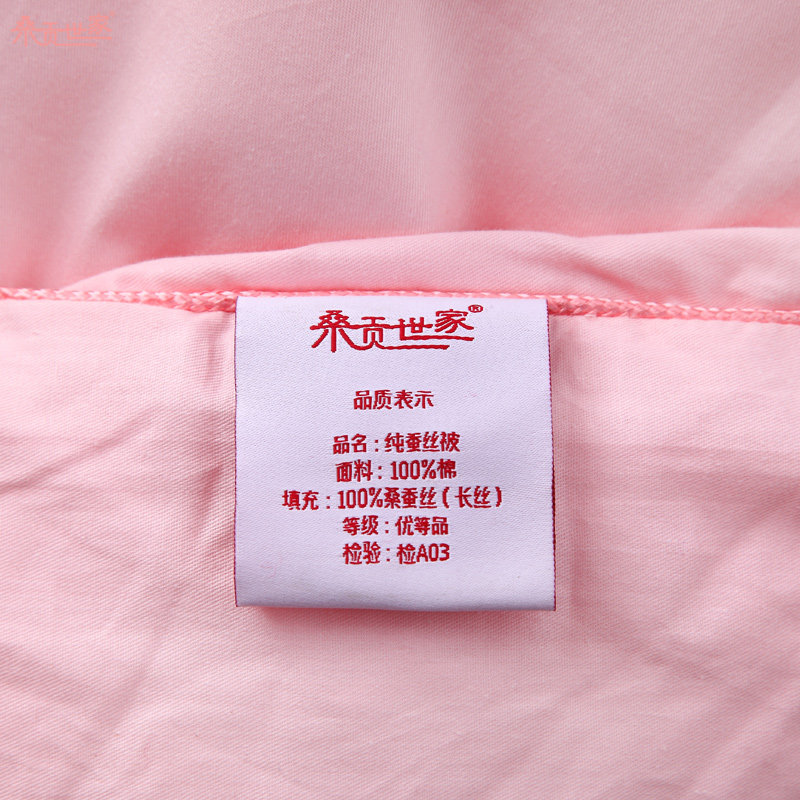 桑贡世家
桑贡世家®
品质表示
品名：纯蚕丝被
面料：100%棉
填充：100%桑蚕丝（长丝）
等级：优等品
检验：检A03